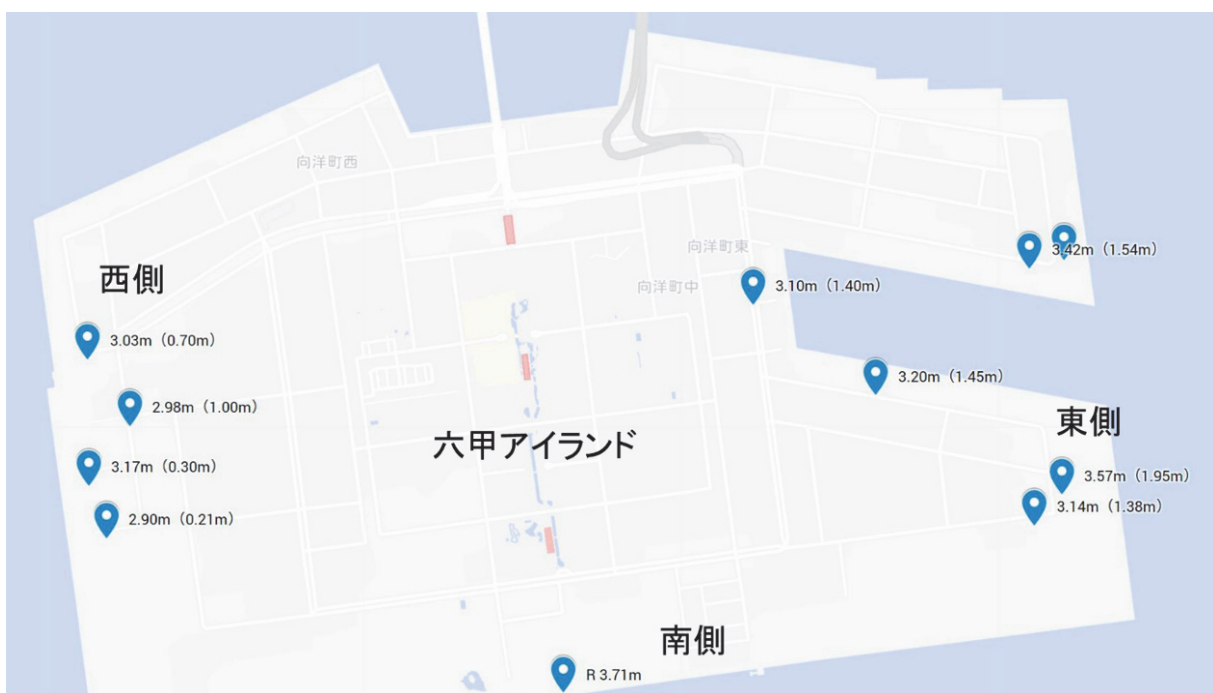 向洋町西
向洋町東
西側
3.42m（1.54m）
向洋町中
3.10m（1.40m）
3.03m（0.70m）
3.20m（1.45m）
2.98m（1.00m）
東側
六甲アイランド
3.17m（0.30m）
3.57m（1.95m）
3.14m（1.38m）
2.90m（0.21m）
南側
R 3.71m